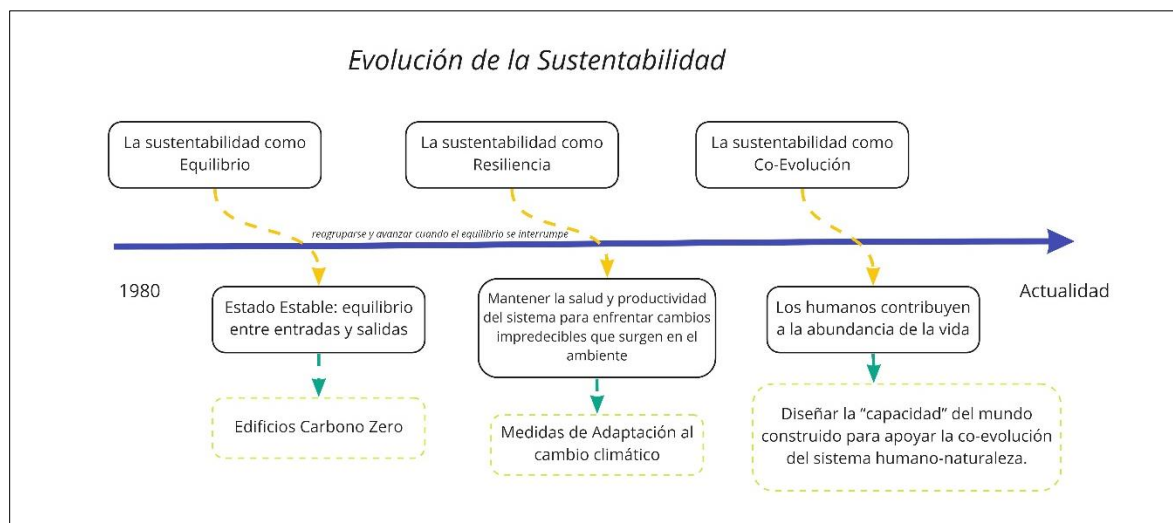 Evolución de la Sustentabilidad
La sustentabilidad como
Equilibrio
La sustentabilidad como
Resiliencia
La sustentabilidad como
Co-Evolución
reagruparse y avanzar cuando el equilibrio se interrumpe
1980
Actualidad
Estado Estable: equilibrio
entre entradas y salidas
Mantener la salud y productividad
del sistema para enfrentar cambios
impredecibles que surgen en el
ambiente
Los humanos contribuyen
a la abundancia de la vida
Edificios Carbono Zero
Medidas de Adaptación al
cambio climático
Diseñar la “capacidad” del mundo
construido para apoyar la co-evolución
del sistema humano-naturaleza.